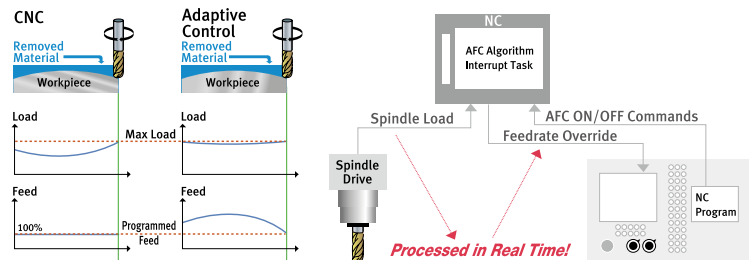 CNC
Removed
Material
Workpiece
Load
Max Load
Feed
100%
Programmed
Feed
Adaptive
Control
Removed
Material
Workpiece
Load
Feed
NC
AFC Algorithm
Interrupt Task
Spindle Load
AFC ON/OFF Commands
Feedrate Override
Spindle
Drive
NC
Program
Processed in Real Time!